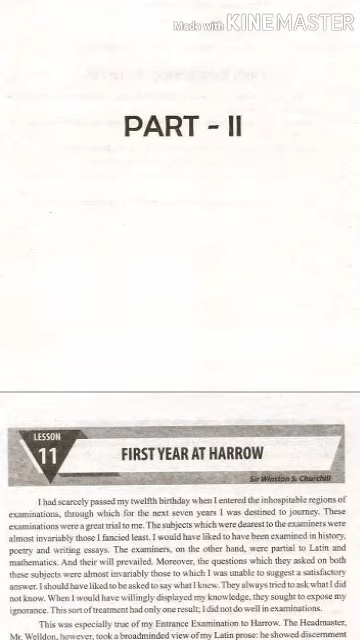 Made with KINEMASTER
PART - II
LESSON
11
FIRST YEAR AT HARROW
Sir Winston S. Churchill
I had scarcely passed my twelfth birthday when I entered the inhospitable regions of
examinations, through which for the next seven years I was destined to journey. These
examinations were a great trial to me. The subjects which were dearest to the examiners were
almost invariably those I fancied least. I would have liked to have been examined in history,
poetry and writing essays. The examiners, on the other hand, were partial to Latin and
mathematics. And their will prevailed. Moreover, the questions which they asked on both
these subjects were almost invariably those to which I was unable to suggest a satisfactory
answer. I should have liked to be asked to say what I knew. They always tried to ask what I did
not know. When I would have willingly displayed my knowledge, they sought to expose my
ignorance. This sort of treatment had only one result; I did not do well in examinations.
This was especially true of my Entrance Examination to Harrow. The Headmaster,
Mr. Welldon, however, took a broadminded view of my Latin prose: he showed discernment